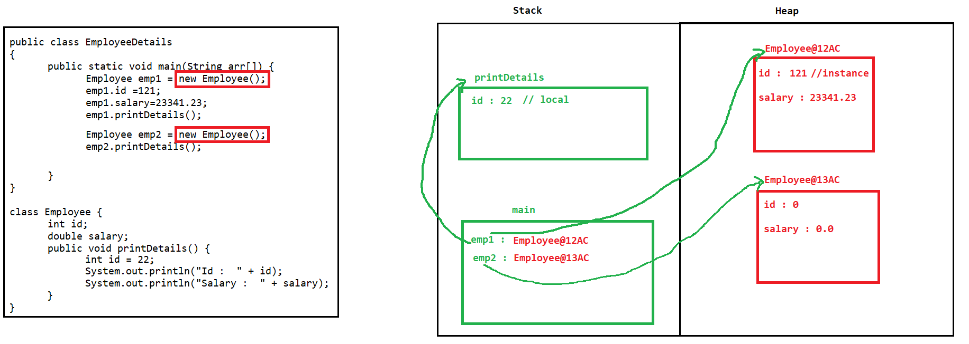 public class EmployeeDetails
{
public static void main(String arr[]) {
Employee emp1 = new Employee();
emp1.id =121;
emp1.salary=23341.23;
emp1.printDetails();
Employee emp2 = new Employee();
emp2.printDetails();
}
}
class Employee {
int id;
double salary;
public void printDetails() {
int id = 22;
System.out.println("Id :  " + id);
System.out.println("Salary :  " + salary);
}
}
Stack
printDetails
id : 22 // local
main
emp1 : Employee@12AC
emp2 : Employee@13AC
Heap
Employee@12AC
id : 121 //instance
salary : 23341.23
Employee@13AC
id : 0
salary : 0.0